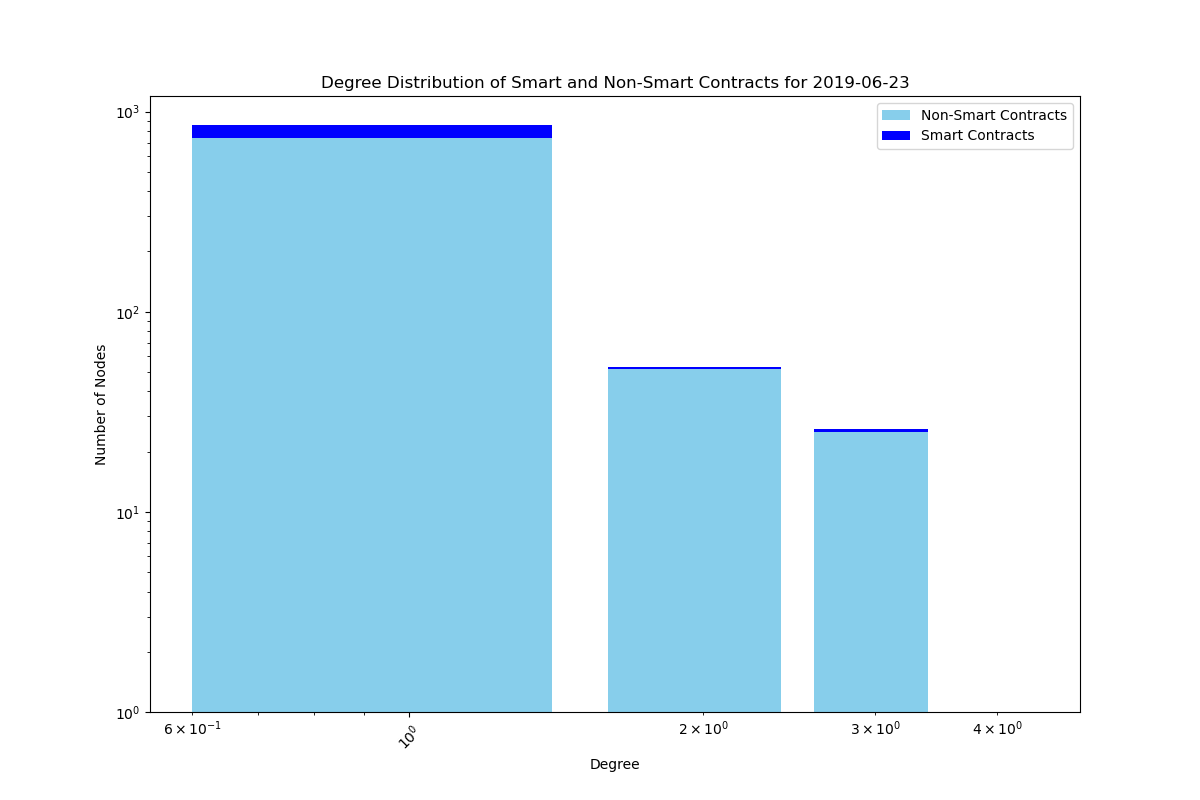 Degree Distribution of Smart and Non-Smart Contracts for 2019-06-23
Non-Smart Contracts
Smart Contracts
Number of Nodes
10³
10²
10¹
10⁰
6 × 10⁻¹
10⁰
2 × 10⁰
3 × 10⁰
4 × 10⁰
Degree